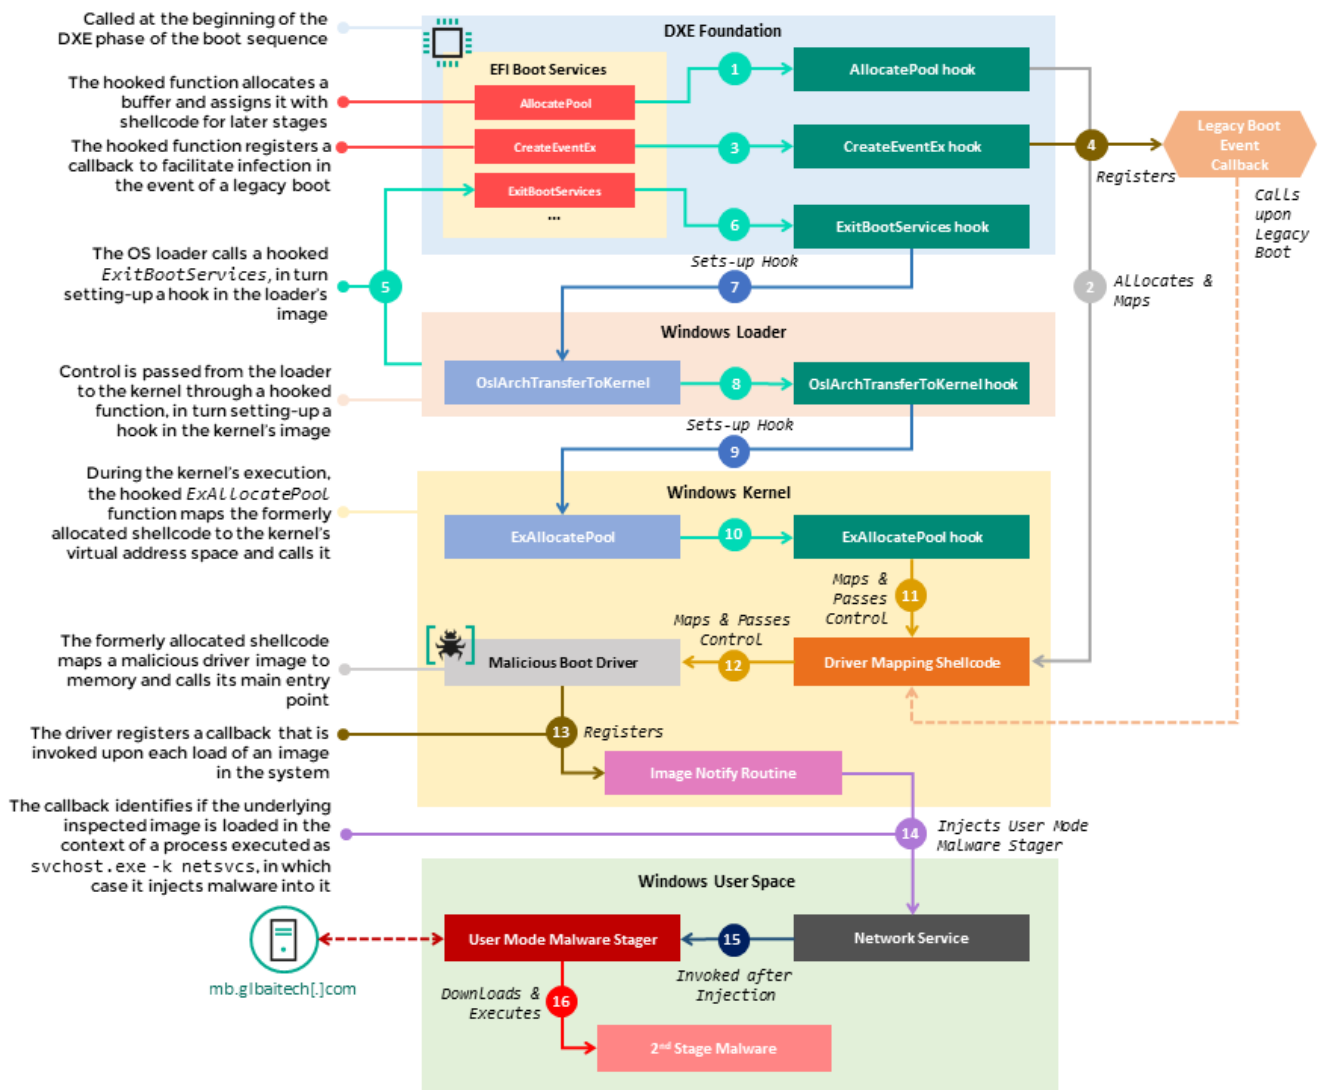 Called at the beginning of the
DXE phase of the boot sequence
The hooked function allocates a
buffer and assigns it with
shellcode for later stages
The hooked function registers a
callback to facilitate infection in
the event of a legacy boot
The OS loader calls a hooked
ExitBootServices, in turn
setting-up a hook in the loader's
image
Control is passed from the loader
to the kernel through a hooked
function, in turn setting-up a
hook in the kernel's image
During the kernel's execution,
the hooked ExAllocatePool
function maps the formerly
allocated shellcode to the kernel's
virtual address space and calls it
The formerly allocated shellcode
maps a malicious driver image to
memory and calls its main entry
point
The driver registers a callback that is
invoked upon each load of an image
in the system
The callback identifies if the underlying
inspected image is loaded in the
context of a process executed as
svchost.exe -k netsvcs, in which
case it injects malware into it
DXE Foundation
EFI Boot Services
AllocatePool
1
AllocatePool hook
CreateEventEx
3
CreateEventEx hook
4
Registers
Legacy Boot
Event
Callback
Calls
upon
Legacy
Boot
ExitBootServices
...
6
ExitBootServices hook
5
Sets-up Hook
7
2
Allocates &
Maps
Windows Loader
OslArchTransferToKernel
8
OslArchTransferToKernel hook
Sets-up Hook
9
Windows Kernel
ExAllocatePool
10
ExAllocatePool hook
Maps &
Passes
Control
11
Maps & Passes
Control
Malicious Boot Driver
12
Driver Mapping Shellcode
13
Registers
Image Notify Routine
14
Injects User Mode
Malware Stager
Windows User Space
User Mode Malware Stager
15
Network Service
Invoked after
Injection
mb.glbaitech[.]com
Downloads &
Executes
16
2nd Stage Malware